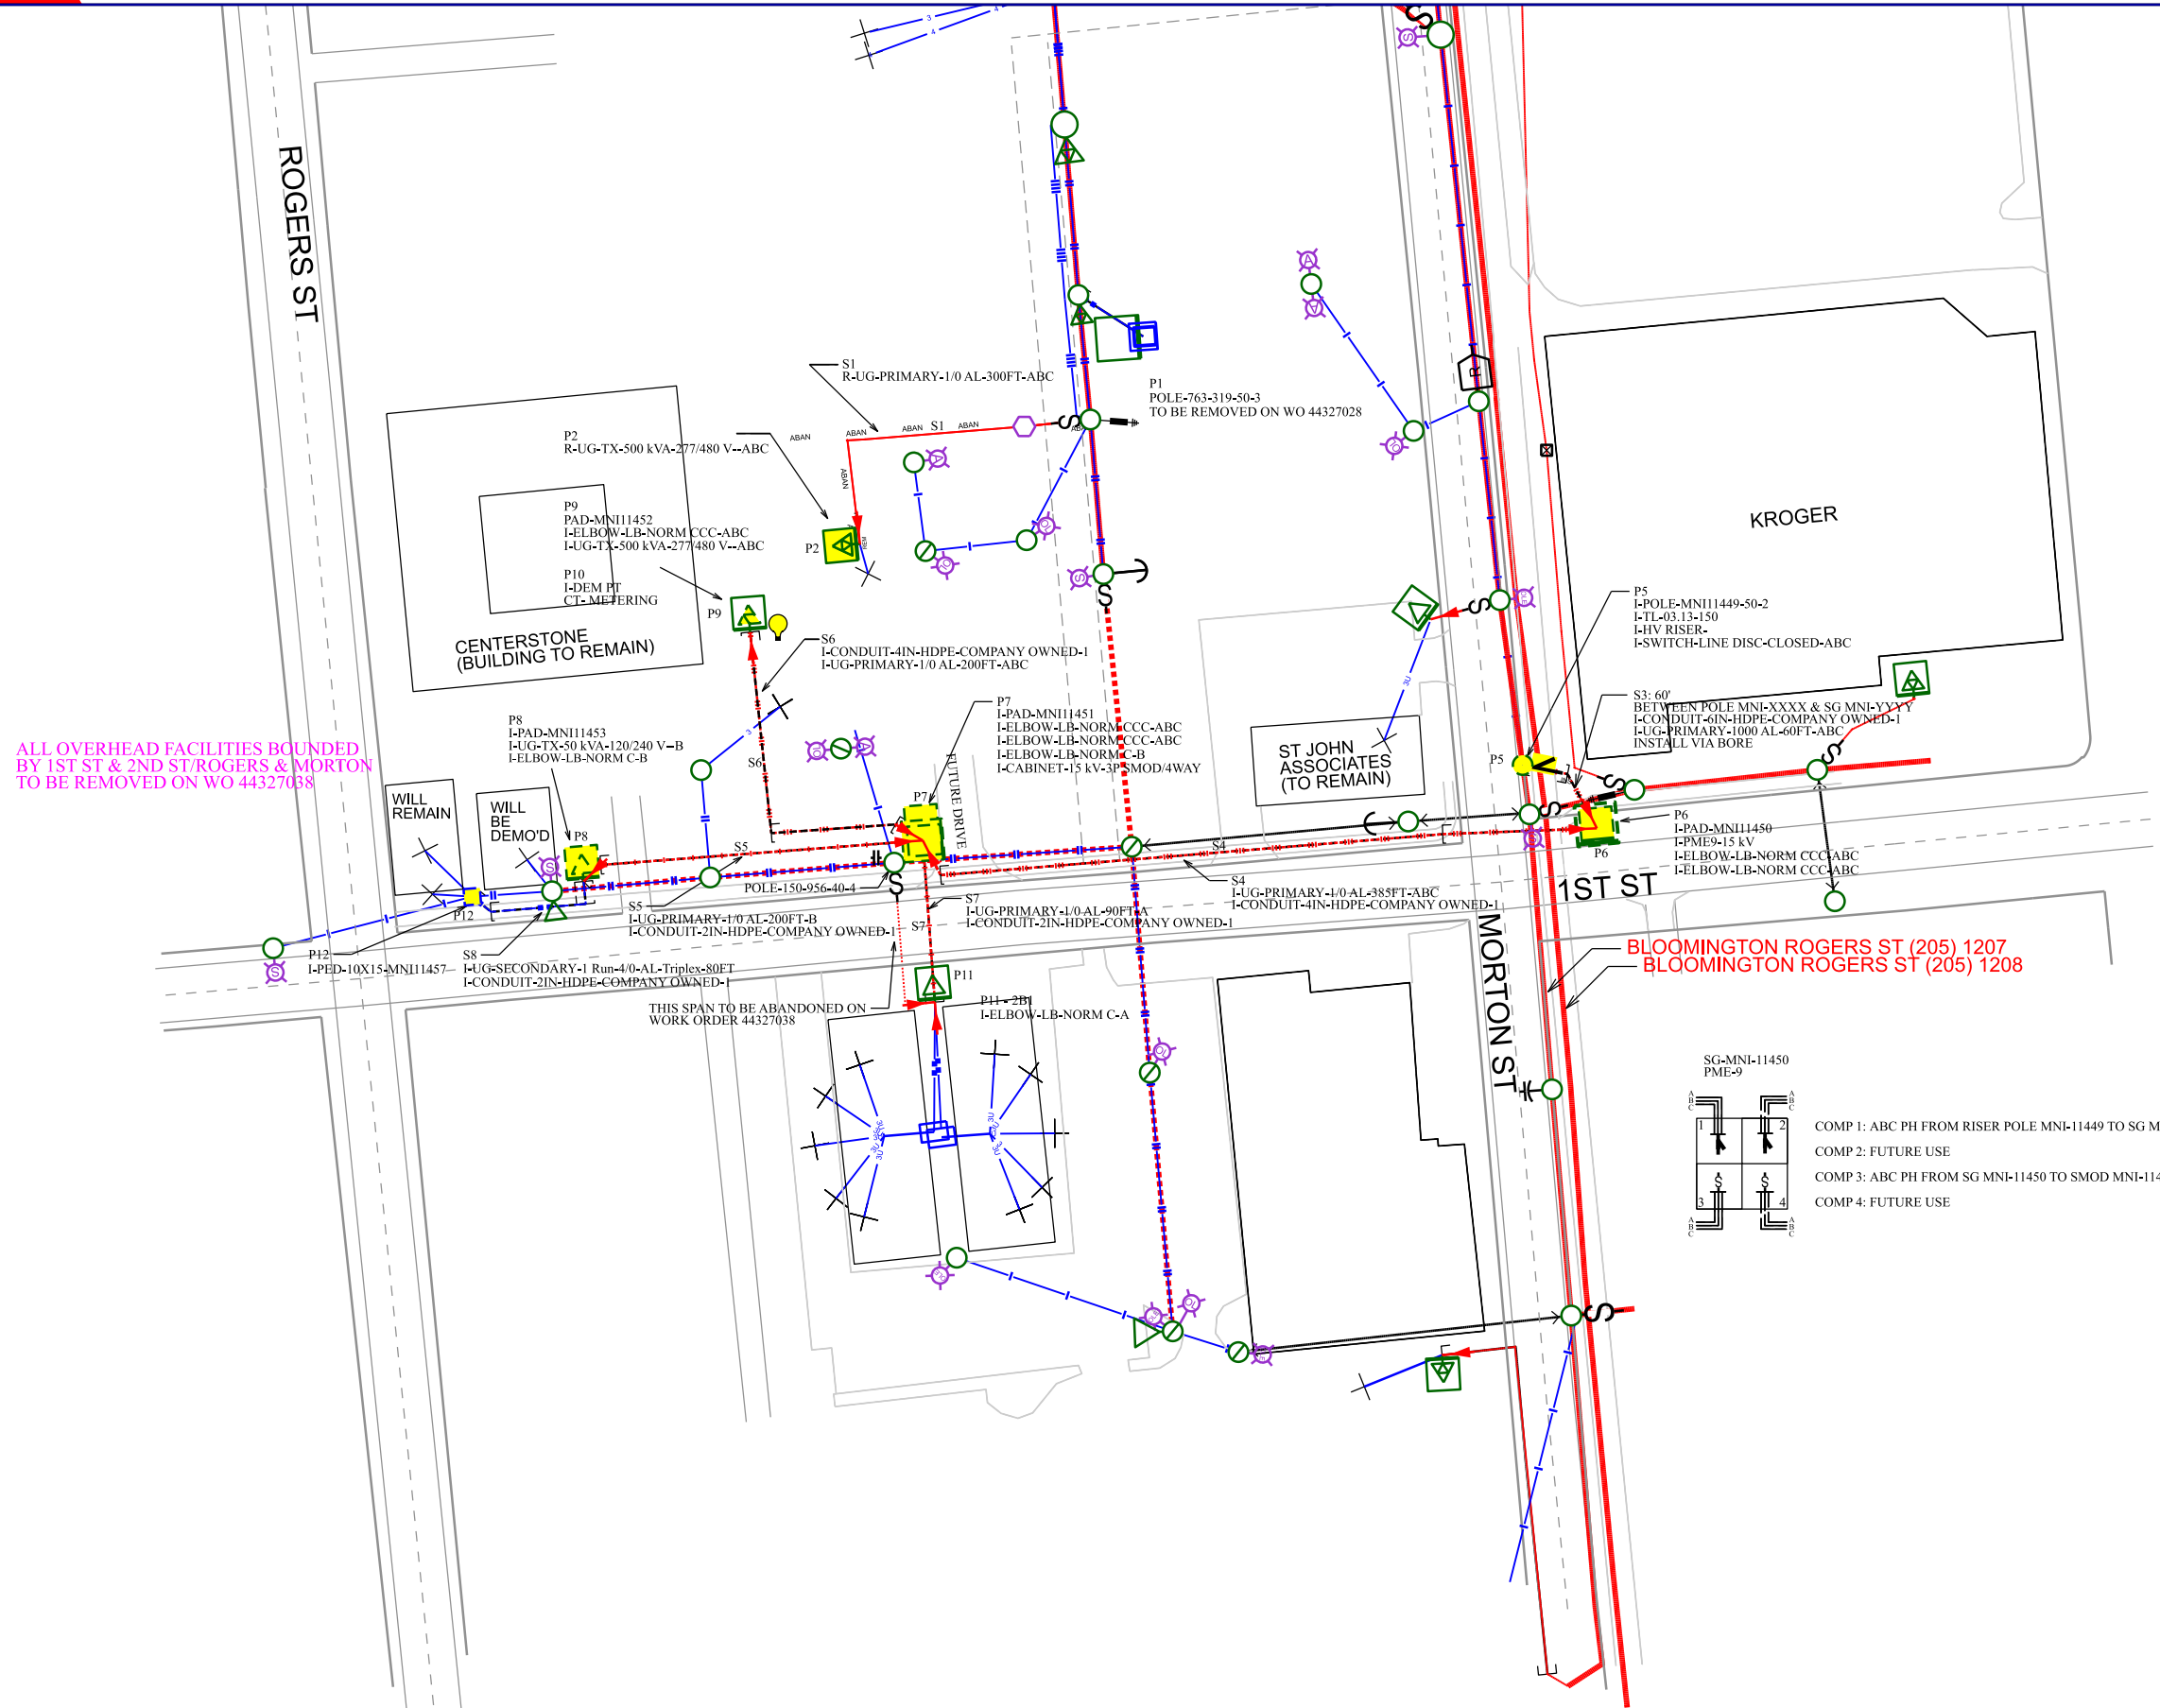 3
4
ROGERS ST
S1
R-UG-PRIMARY-1/0 AL-300FT-ABC
P1
POLE-763-319-50-3
TO BE REMOVED ON WO 44327028
ABAN
ABAN
ABAN
S1
ABAN
ABAN
P2
R-UG-TX-500 kVA-277/480 V--ABC
P2
P9
PAD-MNI11452
I-ELBOW-LB-NORM CCC-ABC
I-UG-TX-500 kVA-277/480 V--ABC
P10
I-DEM PT
CT- METERING
P9
CENTERSTONE
(BUILDING TO REMAIN)
S6
I-CONDUIT-4IN-HDPE-COMPANY OWNED-1
I-UG-PRIMARY-1/0 AL-200FT-ABC
KROGER
P5
I-POLE-MNI11449-50-2
I-TL-03.13-150
I-HV RISER-
I-SWITCH-LINE DISC-CLOSED-ABC
S3: 60'
BETWEEN POLE MNI-XXXX & SG MNI-YYYY
I-CONDUIT-6IN-HDPE-COMPANY OWNED-1
I-UG-PRIMARY-1000 AL-60FT-ABC
INSTALL VIA BORE
P7
I-PAD-MNI11451
I-ELBOW-LB-NORM CCC-ABC
I-ELBOW-LB-NORM CCC-ABC
I-ELBOW-LB-NORM C-B
I-CABINET-15 kV-3P SMOD/4WAY
P8
I-PAD-MNI11453
I-UG-TX-50 kVA-120/240 V--B
I-ELBOW-LB-NORM C-B
ALL OVERHEAD FACILITIES BOUNDED
BY 1ST ST & 2ND ST/ROGERS & MORTON
TO BE REMOVED ON WO 44327038
3
S6
3U
ST JOHN
ASSOCIATES
(TO REMAIN)
P5
FUTURE DRIVE
WILL
REMAIN
WILL
BE
DEMO'D
P7
P8
S5
S4
P6
P6
I-PAD-MNI11450
I-PME9-15 kV
I-ELBOW-LB-NORM CCC-ABC
I-ELBOW-LB-NORM CCC-ABC
POLE-150-956-40-4
S4
I-UG-PRIMARY-1/0 AL-385FT-ABC
I-CONDUIT-4IN-HDPE-COMPANY OWNED-1
1ST ST
P12
S5
I-UG-PRIMARY-1/0 AL-200FT-B
I-CONDUIT-2IN-HDPE-COMPANY OWNED-1
S7
I-UG-PRIMARY-1/0 AL-90FT-A
I-CONDUIT-2IN-HDPE-COMPANY OWNED-1
S7
MORTON ST
P12
I-PED-10X15-MNI11457
S8
I-UG-SECONDARY-1 Run-4/0-AL-Triplex-80FT
I-CONDUIT-2IN-HDPE-COMPANY OWNED-1
BLOOMINGTON ROGERS ST (205) 1207
BLOOMINGTON ROGERS ST (205) 1208
P11
THIS SPAN TO BE ABANDONED ON
WORK ORDER 44327038
P11 - 2B1
I-ELBOW-LB-NORM C-A
SG-MNI-11450
PME-9
A
B
C
A
B
C
1
2
3
4
A
B
C
A
B
C
COMP 1: ABC PH FROM RISER POLE MNI-11449 TO SG M
COMP 2: FUTURE USE
COMP 3: ABC PH FROM SG MNI-11450 TO SMOD MNI-114
COMP 4: FUTURE USE